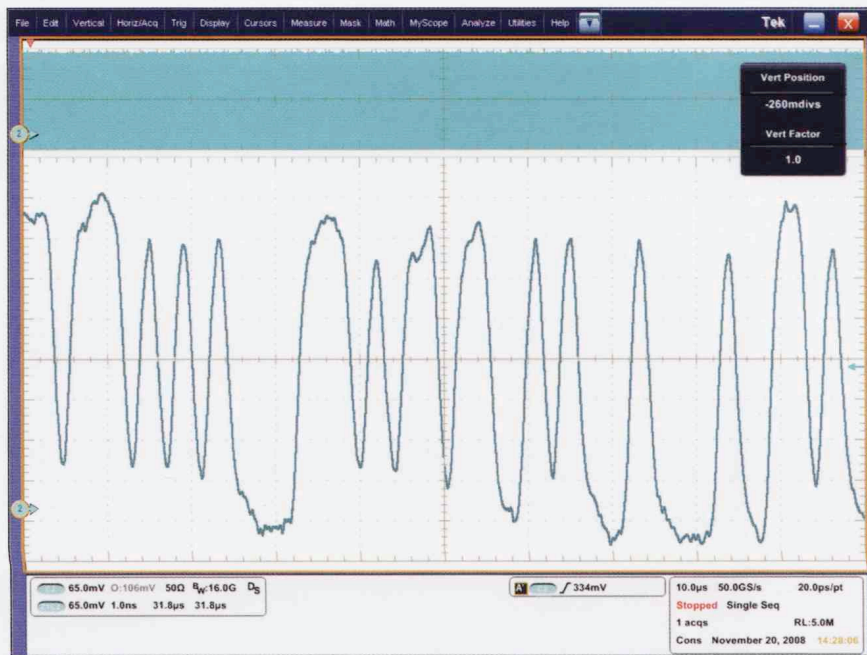 File Edit Vertical Horiz/Acq Trig Display Cursors Measure Mask Math MyScope Analyze Utilities Help Tek X
Vert Position
-260mdivs
Vert Factor
1.0
2
2
65.0mV O:106mV 50Ω BW:16.0G DS
65.0mV 1.0ns 31.8µs 31.8µs
A' 334mV
10.0µs 50.0GS/s 20.0ps/pt
Stopped Single Seq
1 acqs RL:5.0M
Cons November 20, 2008 14:28:06